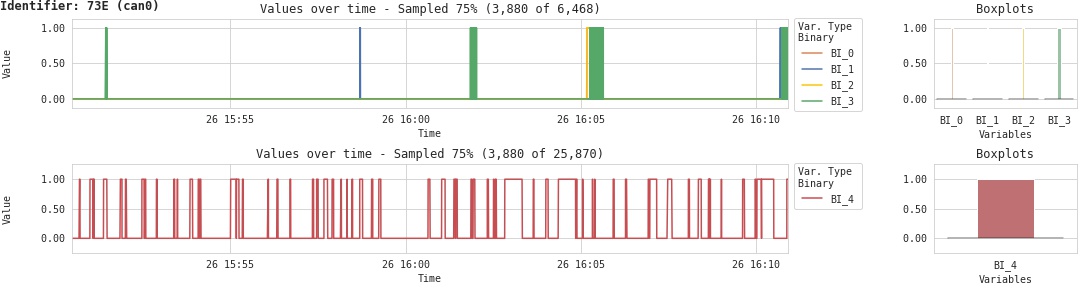 Identifier: 73E (can0)
Values over time - Sampled 75% (3,880 of 6,468)
Value
1.00
0.50
0.00
26 15:55
26 16:00
26 16:05
26 16:10
Time
Var. Type
Binary
BI_0
BI_1
BI_2
BI_3
Boxplots
1.00
0.50
0.00
BI_0
BI_1
BI_2
BI_3
Variables
Values over time - Sampled 75% (3,880 of 25,870)
Value
1.00
0.50
0.00
26 15:55
26 16:00
26 16:05
26 16:10
Time
Var. Type
Binary
BI_4
Boxplots
1.00
0.50
0.00
BI_4
Variables